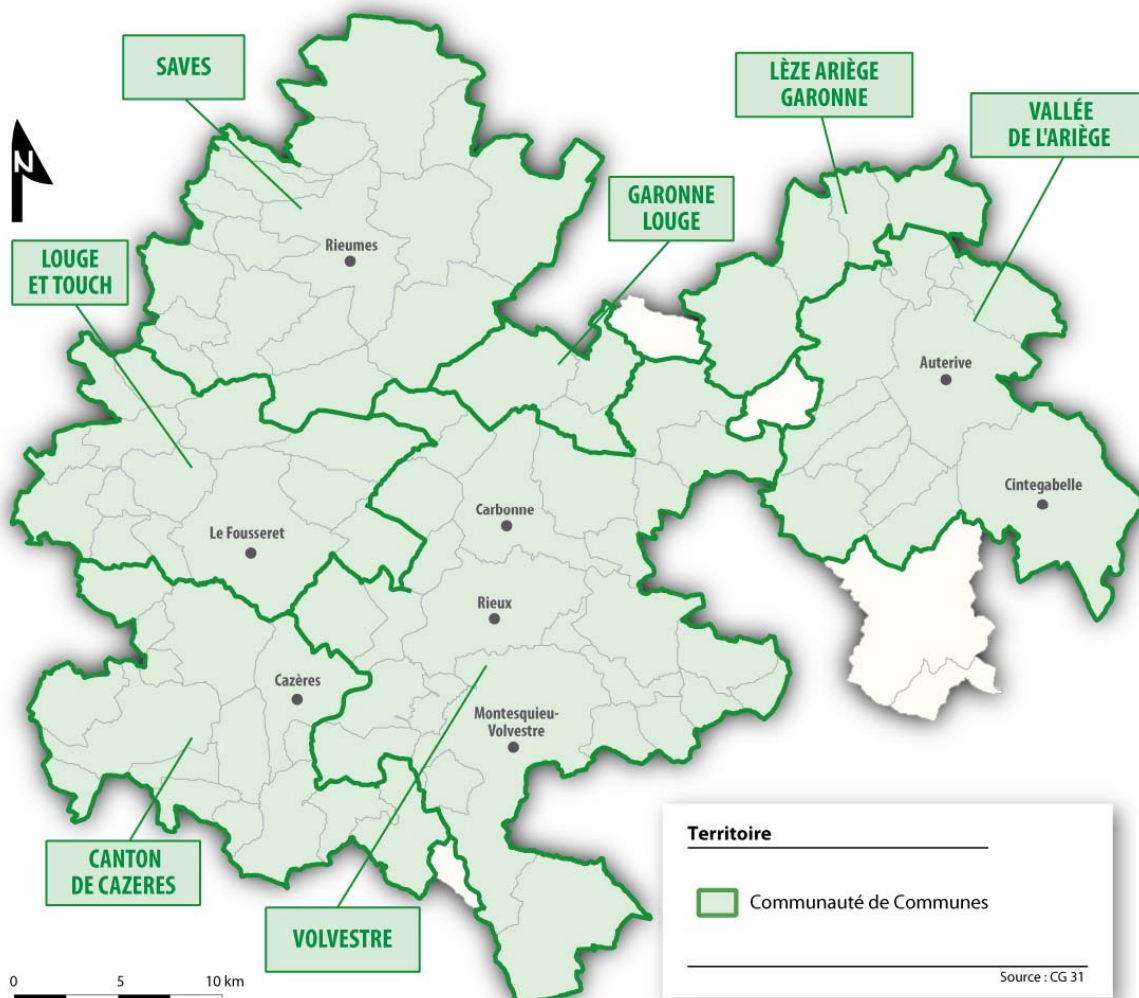 SAVES
LÈZE ARIÈGE
GARONNE
VALLÉE
DE L'ARIÈGE
N
GARONNE
LOUGE
LOUGE
ET TOUCH
Rieumes
Auterive
Cintegabelle
Carbonne
Le Fousseret
Rieux
Cazères
Montesquieu-
Volvestre
CANTON
DE CAZERES
VOLVESTRE
Territoire
Communauté de Communes
Source : CG 31
0 5 10 km